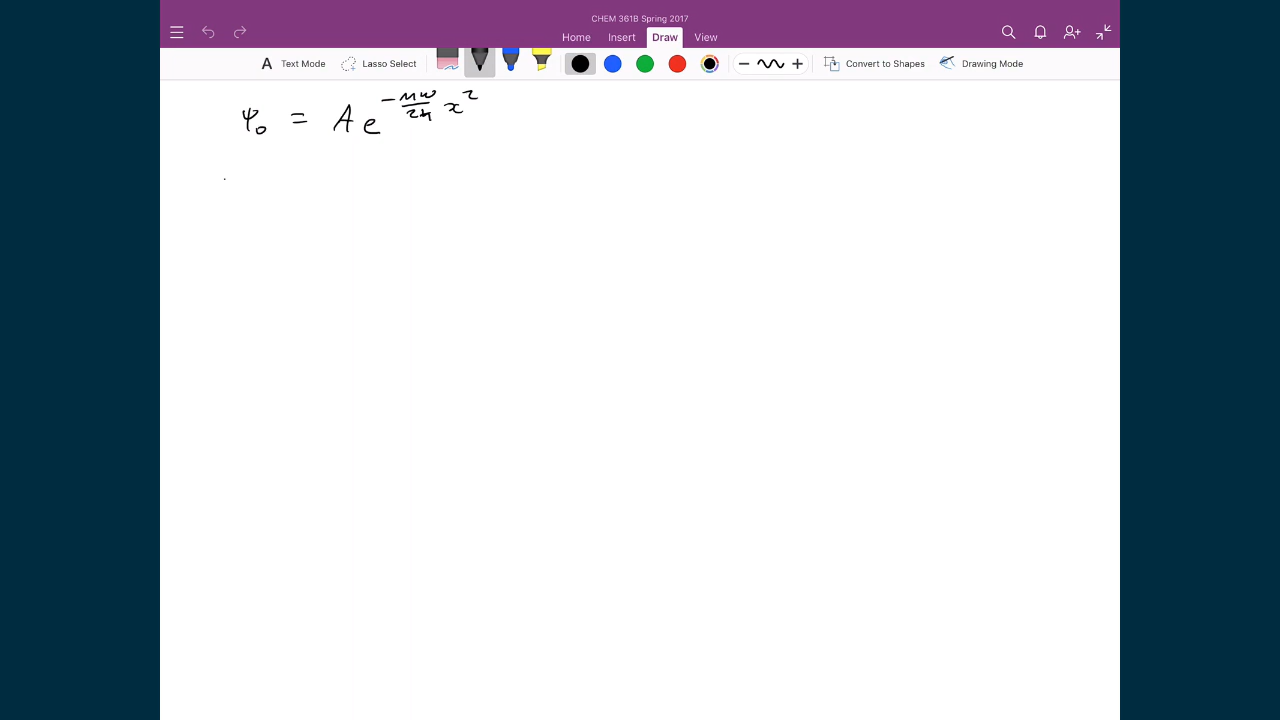 CHEM 361B Spring 2017
Home Insert Draw View
A Text Mode Lasso Select Convert to Shapes Drawing Mode
ψ₀ = A e^{-\frac{mω}{2ħ} x²}